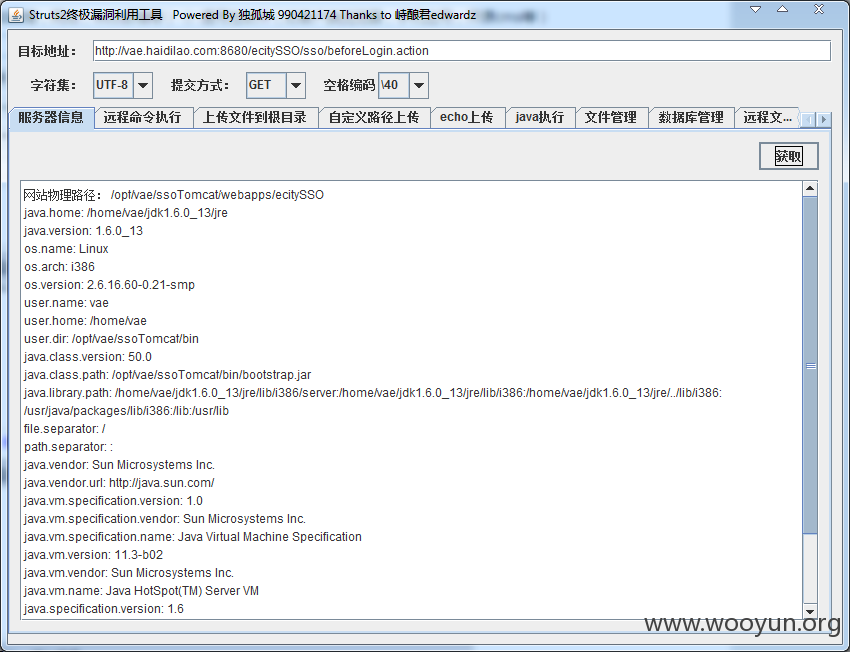 Struts2终极漏洞利用工具 Powered By 独孤城 990421174 Thanks to 峙酿君edwardz
目标地址: http://vae.haidilao.com:8680/ecitySSO/sso/beforeLogin.action
字符集: UTF-8 提交方式: GET 空格编码 \40
服务器信息 远程命令执行 上传文件到根目录 自定义路径上传 echo上传 java执行 文件管理 数据库管理 远程文...
获取
网站物理路径: /opt/vae/ssoTomcat/webapps/ecitySSO
java.home: /home/vae/jdk1.6.0_13/jre
java.version: 1.6.0_13
os.name: Linux
os.arch: i386
os.version: 2.6.16.60-0.21-smp
user.name: vae
user.home: /home/vae
user.dir: /opt/vae/ssoTomcat/bin
java.class.version: 50.0
java.class.path: /opt/vae/ssoTomcat/bin/bootstrap.jar
java.library.path: /home/vae/jdk1.6.0_13/jre/lib/i386/server:/home/vae/jdk1.6.0_13/jre/lib/i386:/home/vae/jdk1.6.0_13/jre/../lib/i386:
/usr/java/packages/lib/i386:/lib:/usr/lib
file.separator: /
path.separator: :
java.vendor: Sun Microsystems Inc.
java.vendor.url: http://java.sun.com/
java.vm.specification.version: 1.0
java.vm.specification.vendor: Sun Microsystems Inc.
java.vm.specification.name: Java Virtual Machine Specification
java.vm.version: 11.3-b02
java.vm.vendor: Sun Microsystems Inc.
java.vm.name: Java HotSpot(TM) Server VM
java.specification.version: 1.6
www.wooyun.org